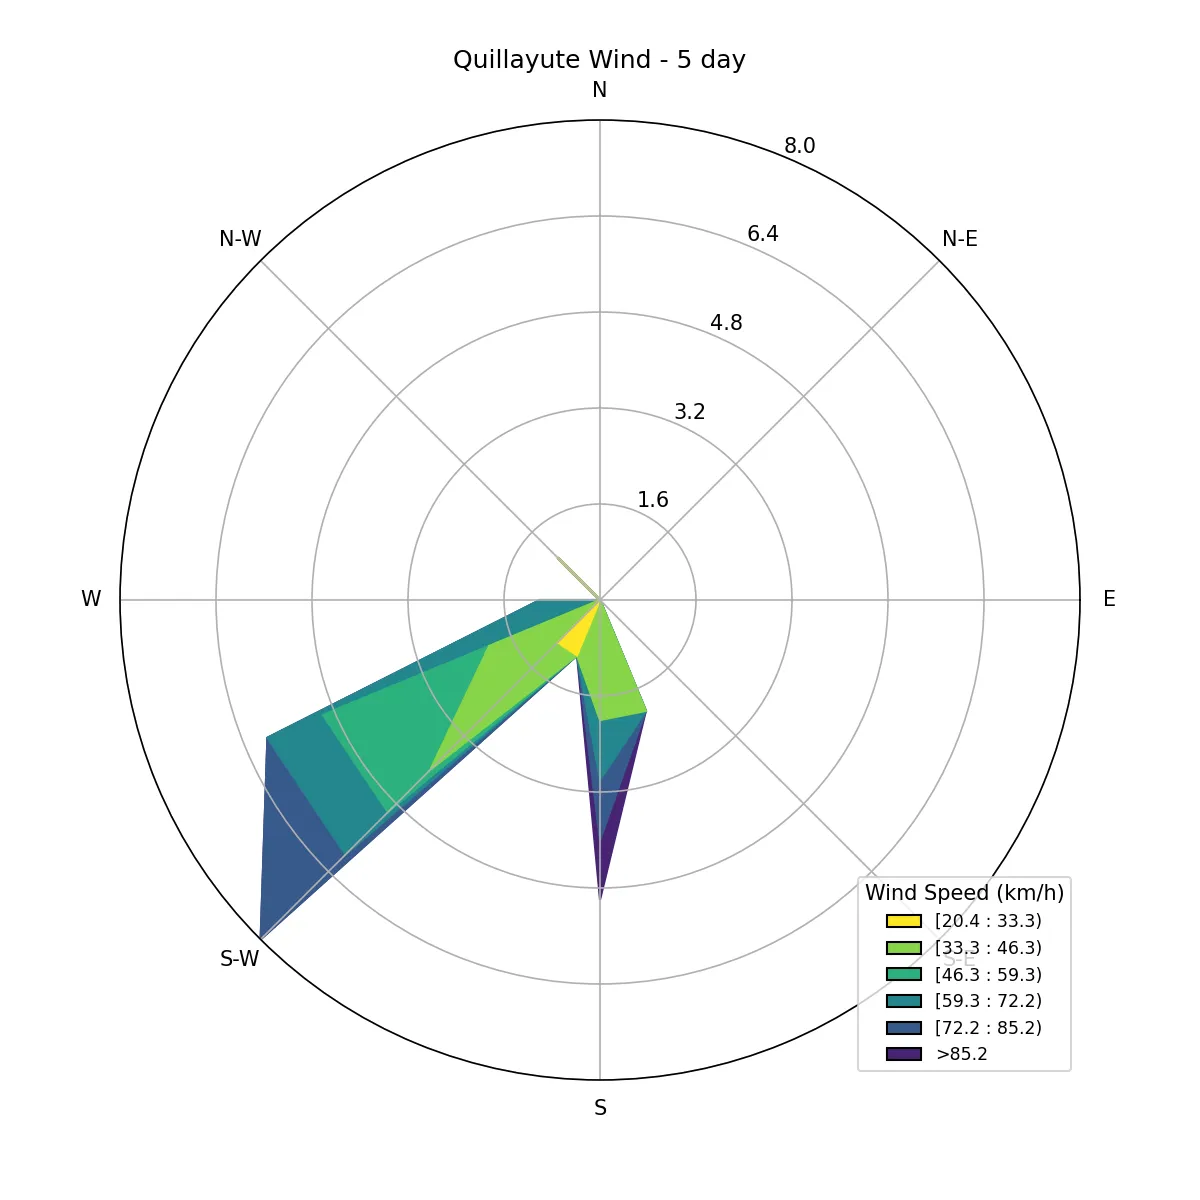 Quillayute Wind - 5 day
N
8.0
N-W
N-E
6.4
4.8
3.2
1.6
W
E
S-W
S-E
Wind Speed (km/h)
[20.4 : 33.3)
[33.3 : 46.3)
[46.3 : 59.3)
[59.3 : 72.2)
[72.2 : 85.2)
>85.2
S